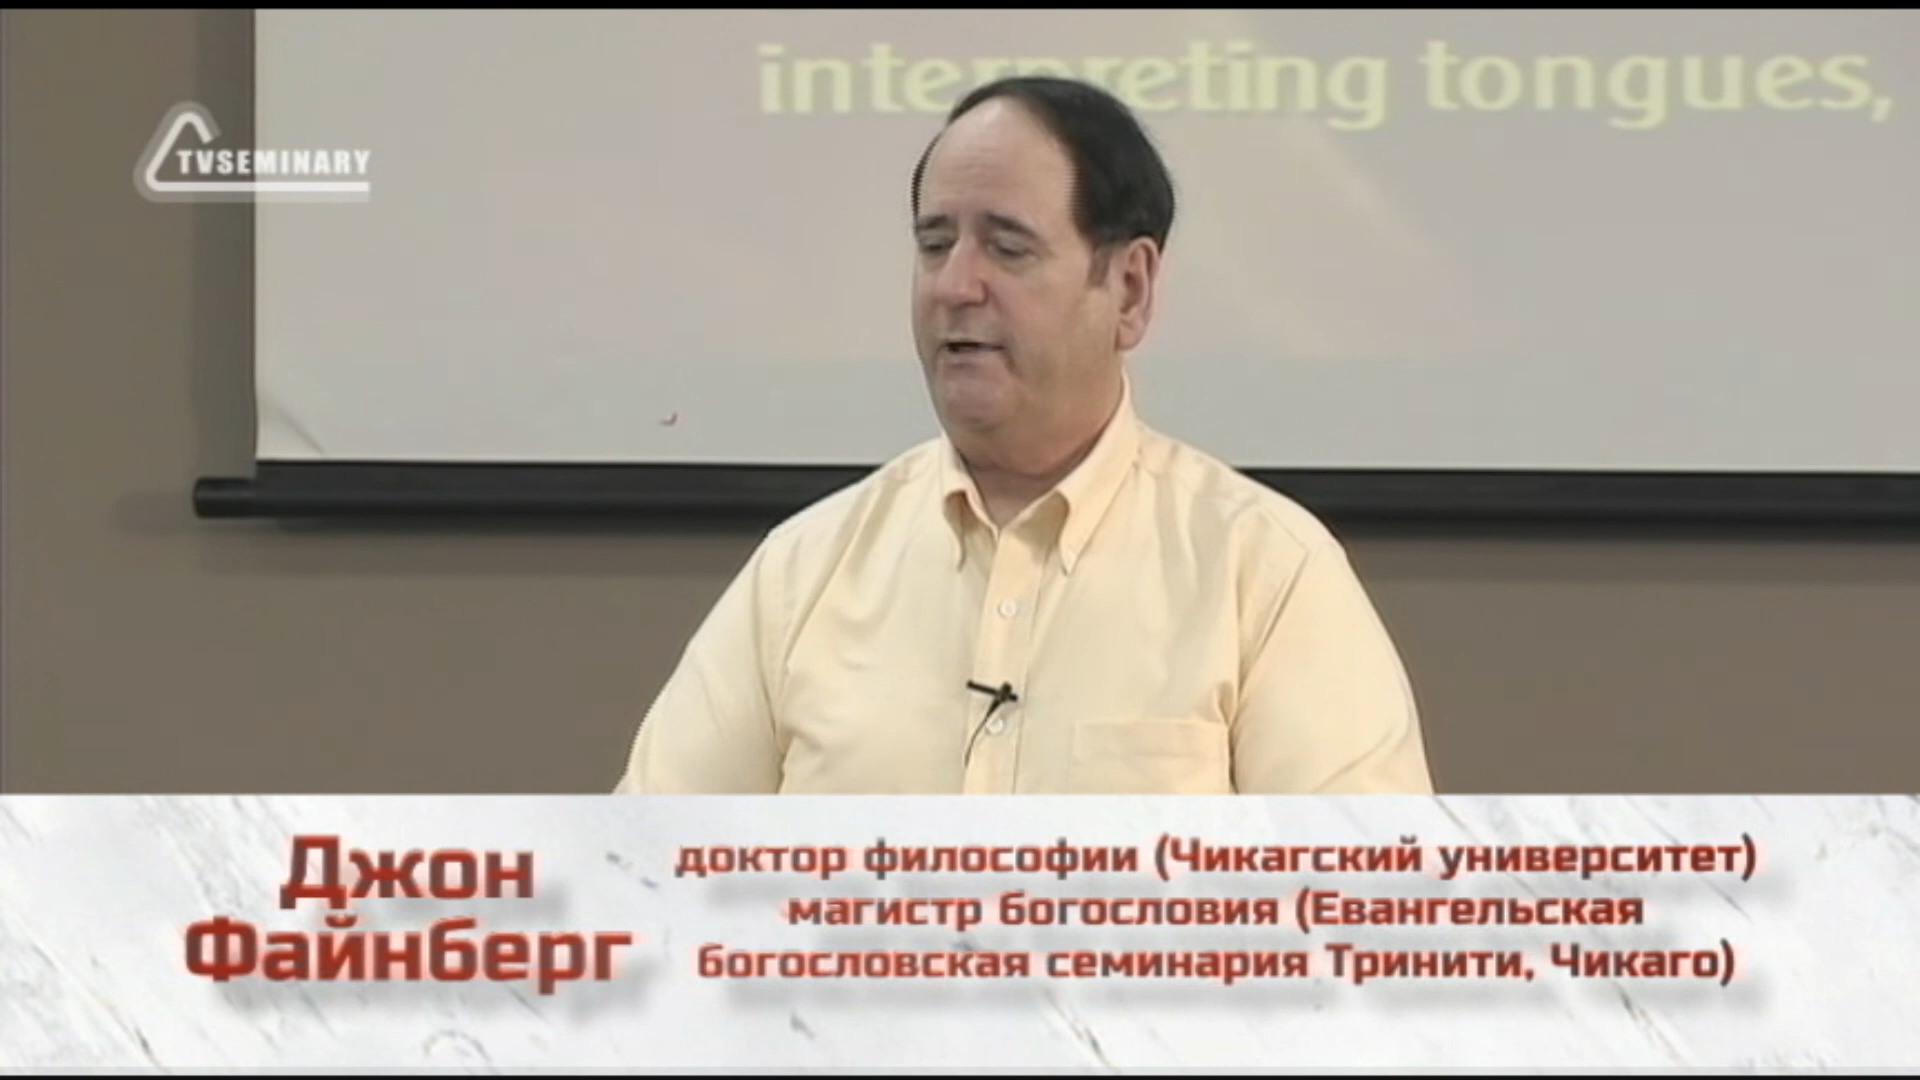 interpreting tongues,
TVSEMINARY
Джон
Файнберг
доктор философии (Чикагский университет)
магистр богословия (Евангельская
богословская семинария Тринити, Чикаго)